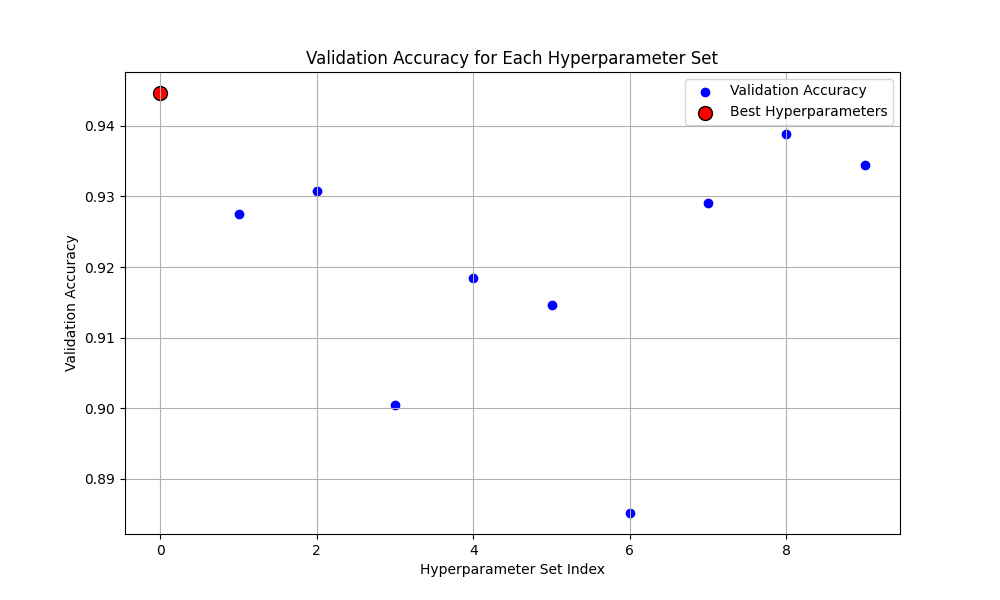 Validation Accuracy for Each Hyperparameter Set
Validation Accuracy
Best Hyperparameters
0.94
0.93
0.92
0.91
0.90
0.89
Validation Accuracy
0
2
4
6
8
Hyperparameter Set Index